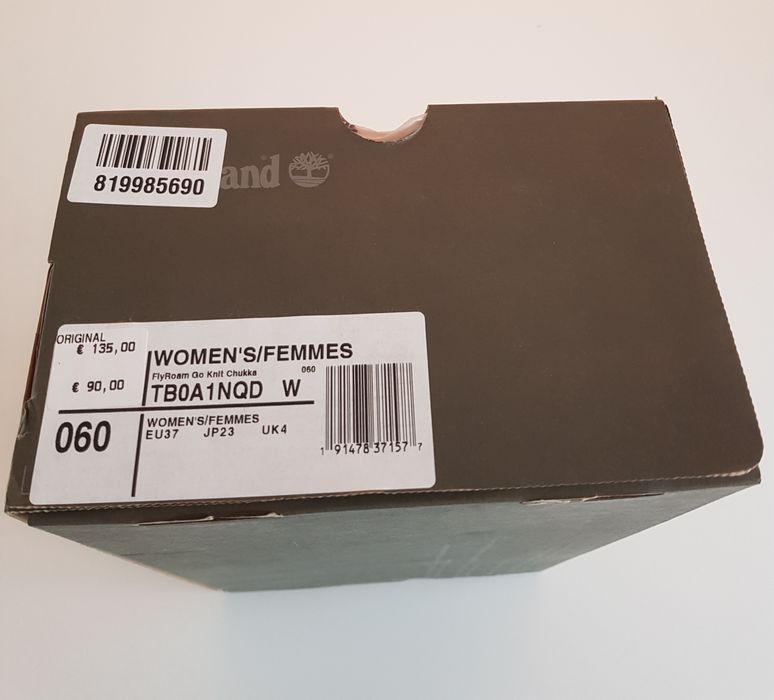 819985690
and
ORIGINAL
€ 135,00
€ 90,00
WOMEN'S/FEMMES
FlyRoam Go Knit Chukka
060
TB0A1NQD W
060
WOMEN'S/FEMMES
EU37 JP23 UK4
1 91478 37157 7